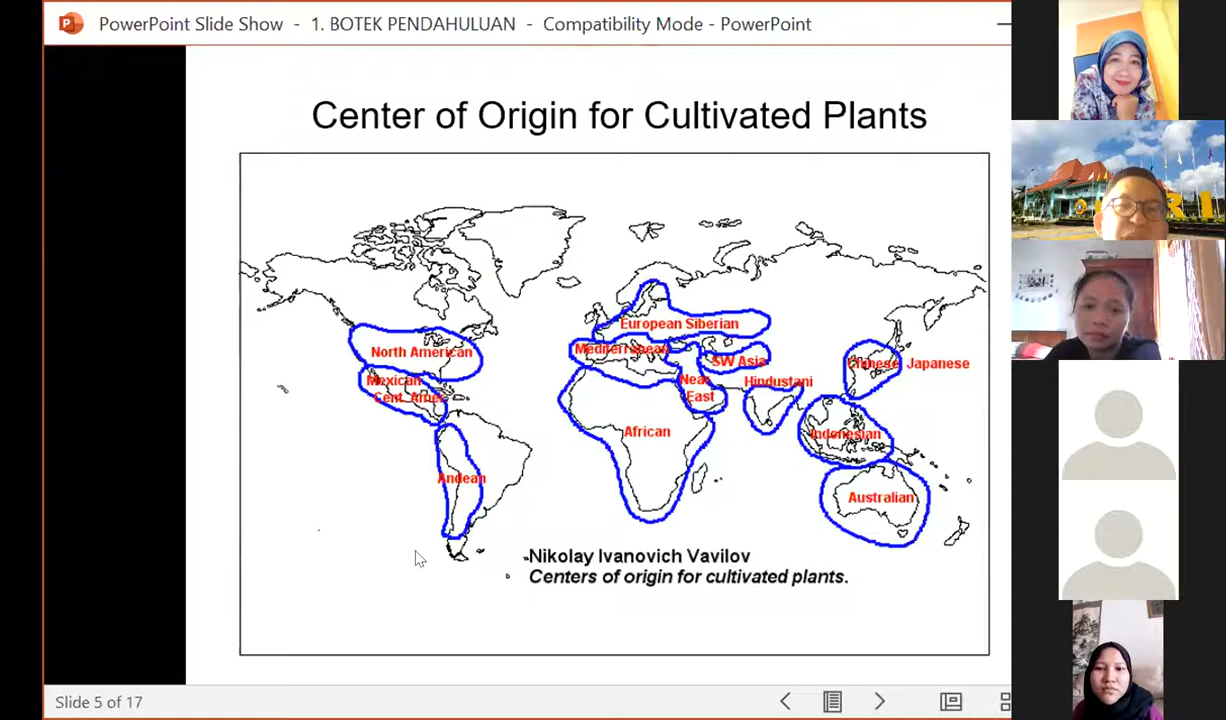 PowerPoint Slide Show - 1. BOTEK PENDAHULUAN - Compatibility Mode - PowerPoint
Center of Origin for Cultivated Plants
European Siberian
North American
Mediterranean
SW Asia
Chinese Japanese
Mexican
Cent Amer
Near
East
Hindustani
African
Indonesian
Andean
Australian
Nikolay Ivanovich Vavilov
Centers of origin for cultivated plants.
Slide 5 of 17